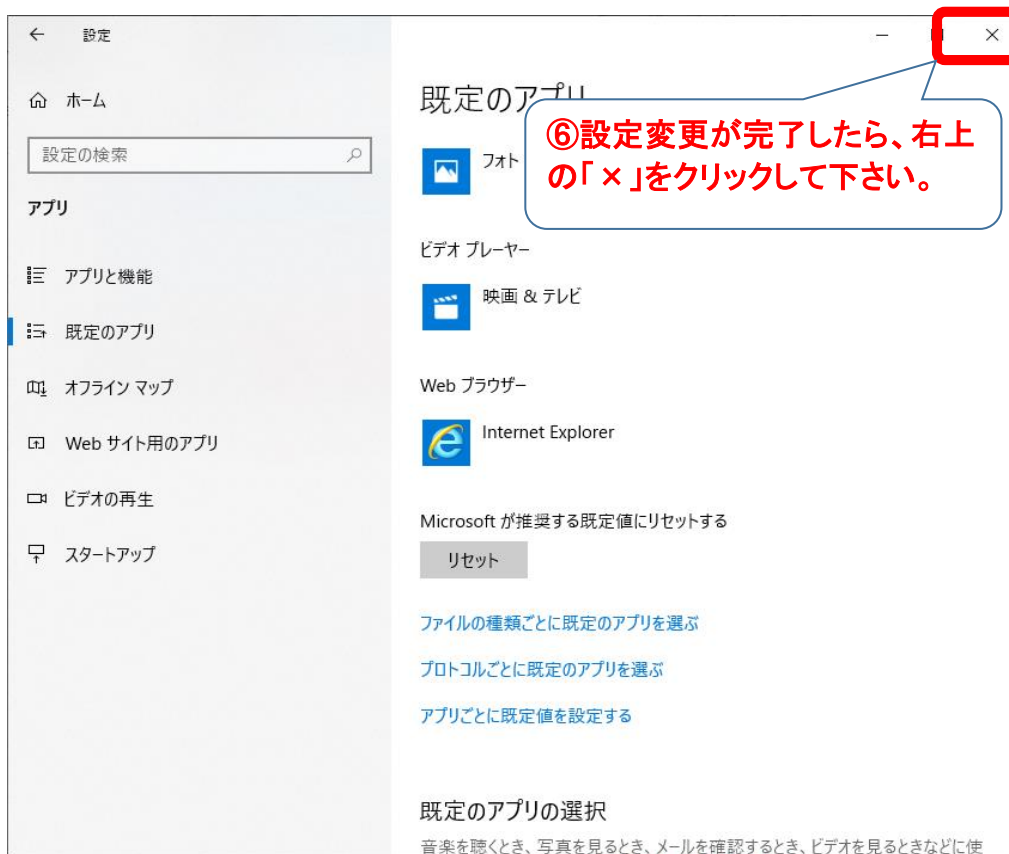 設定
ホーム
設定の検索
アプリ
アプリと機能
既定のアプリ
オフライン マップ
Web サイト用のアプリ
ビデオの再生
スタートアップ
既定のアプリ
⑥設定変更が完了したら、右上
の「×」をクリックして下さい。
フォト
ビデオ プレーヤー
映画 & テレビ
Web ブラウザー
Internet Explorer
Microsoft が推奨する既定値にリセットする
リセット
ファイルの種類ごとに既定のアプリを選ぶ
プロトコルごとに既定のアプリを選ぶ
アプリごとに既定値を設定する
既定のアプリの選択
音楽を聴くとき、写真を見るとき、メールを確認するとき、ビデオを見るときなどに使